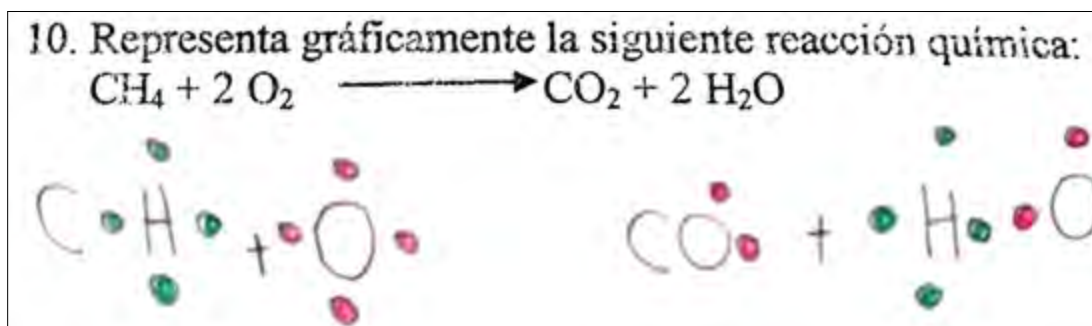 10. Representa gráficamente la siguiente reacción química:
CH₄ + 2 O₂ ⟶ CO₂ + 2 H₂O
C H + O CO + H O